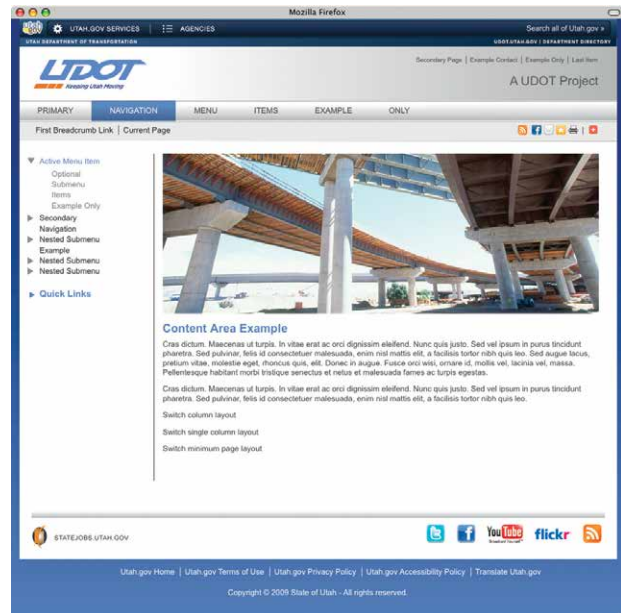 Mozilla Firefox
UTAH.GOV SERVICES
AGENCIES
Search all of Utah.gov »
UTAH DEPARTMENT OF TRANSPORTATION
UDOT.UTAH.GOV | DEPARTMENT DIRECTORY
Secondary Page | Example Contact | Example Only | Last Item
UDOT
Keeping Utah Moving
A UDOT Project
PRIMARY NAVIGATION MENU ITEMS EXAMPLE ONLY
First Breadcrumb Link | Current Page
Active Menu Item
Optional
Submenu
Items
Example Only
Secondary
Navigation
Nested Submenu
Example
Nested Submenu
Nested Submenu
Quick Links
Content Area Example
Cras dictum. Maecenas ut turpis. In vitae erat ac orci dignissim eleifend. Nunc quis justo. Sed vel ipsum in purus tincidunt
pharetra. Sed pulvinar, felis id consectetuer malesuada, enim nisl mattis elit, a facilisis tortor nibh quis leo. Sed augue lacus,
pretium vitae, molestie eget, rhoncus quis, elit. Donec in augue. Fusce orci wisi, ornare id, mollis vel, lacinia vel, massa.
Pellentesque habitant morbi tristique senectus et netus et malesuada fames ac turpis egestas.
Cras dictum. Maecenas ut turpis. In vitae erat ac orci dignissim eleifend. Nunc quis justo. Sed vel ipsum in purus tincidunt
pharetra. Sed pulvinar, felis id consectetuer malesuada, enim nisl mattis elit, a facilisis tortor nibh quis leo.
Switch column layout
Switch single column layout
Switch minimum page layout
STATEJOBS.UTAH.GOV
You Tube
flickr
Utah.gov Home | Utah.gov Terms of Use | Utah.gov Privacy Policy | Utah.gov Accessibility Policy | Translate Utah.gov
Copyright © 2009 State of Utah - All rights reserved.